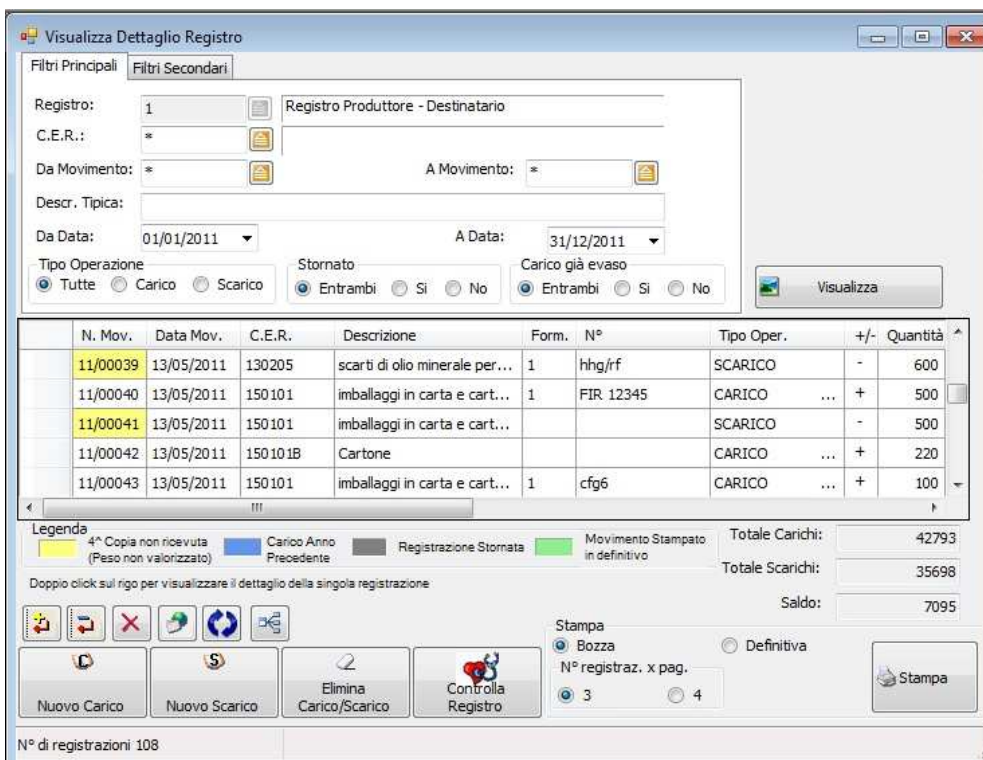 Visualizza Dettaglio Registro
Filtri Principali Filtri Secondari
Registro: 1 Registro Produttore - Destinatario
C.E.R.: *
Da Movimento: * A Movimento: *
Descr. Tipica:
Da Data: 01/01/2011 A Data: 31/12/2011
Tipo Operazione Stornato Carico già evaso
Tutte Carico Scarico Entrambi Si No Entrambi Si No Visualizza
N. Mov. Data Mov. C.E.R. Descrizione Form. N° Tipo Oper. +/- Quantità
11/00039 13/05/2011 130205 scarti di olio minerale per... 1 hhg/rf SCARICO - 600
11/00040 13/05/2011 150101 imballaggi in carta e cart... 1 FIR 12345 CARICO ... + 500
11/00041 13/05/2011 150101 imballaggi in carta e cart... SCARICO - 500
11/00042 13/05/2011 150101B Cartone CARICO ... + 220
11/00043 13/05/2011 150101 imballaggi in carta e cart... 1 cfg6 CARICO ... + 100
Legenda
4^ Copia non ricevuta (Peso non valorizzato) Carico Anno Precedente Registrazione Stornata Movimento Stampato in definitivo
Totale Carichi: 42793
Totale Scarichi: 35698
Saldo: 7095
Doppio click sul rigo per visualizzare il dettaglio della singola registrazione
Stampa
Bozza Definitiva
N° registraz. x pag.
3 4
Stampa
Nuovo Carico Nuovo Scarico Elimina Carico/Scarico Controlla Registro
N° di registrazioni 108